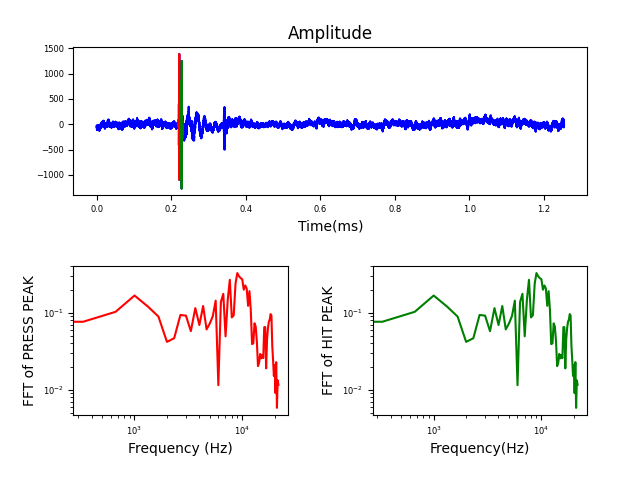 Amplitude
1500
1000
500
0
−500
−1000
0.0 0.2 0.4 0.6 0.8 1.0 1.2
Time(ms)
FFT of PRESS PEAK
10⁻¹
10⁻²
10³ 10⁴
Frequency (Hz)
FFT of HIT PEAK
10⁻¹
10⁻²
10³ 10⁴
Frequency(Hz)